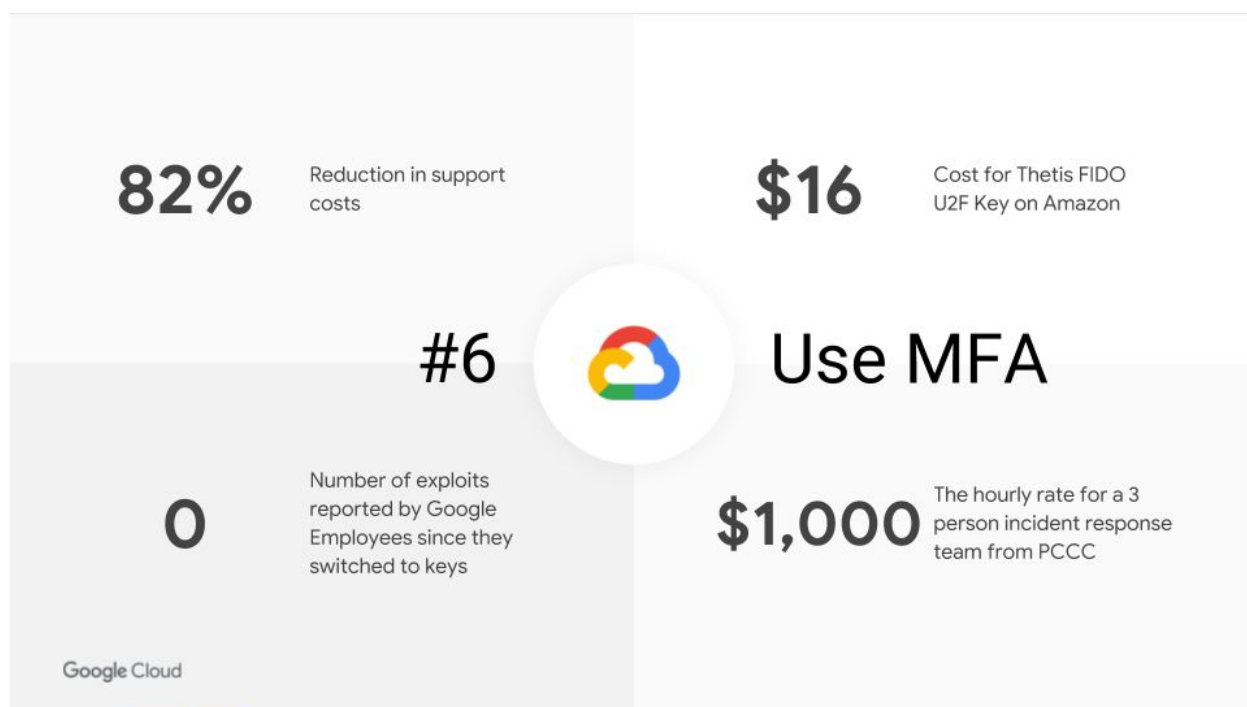 82%
Reduction in support
costs
$16
Cost for Thetis FIDO
U2F Key on Amazon
#6
Use MFA
0
Number of exploits
reported by Google
Employees since they
switched to keys
$1,000
The hourly rate for a 3
person incident response
team from PCCC
Google Cloud